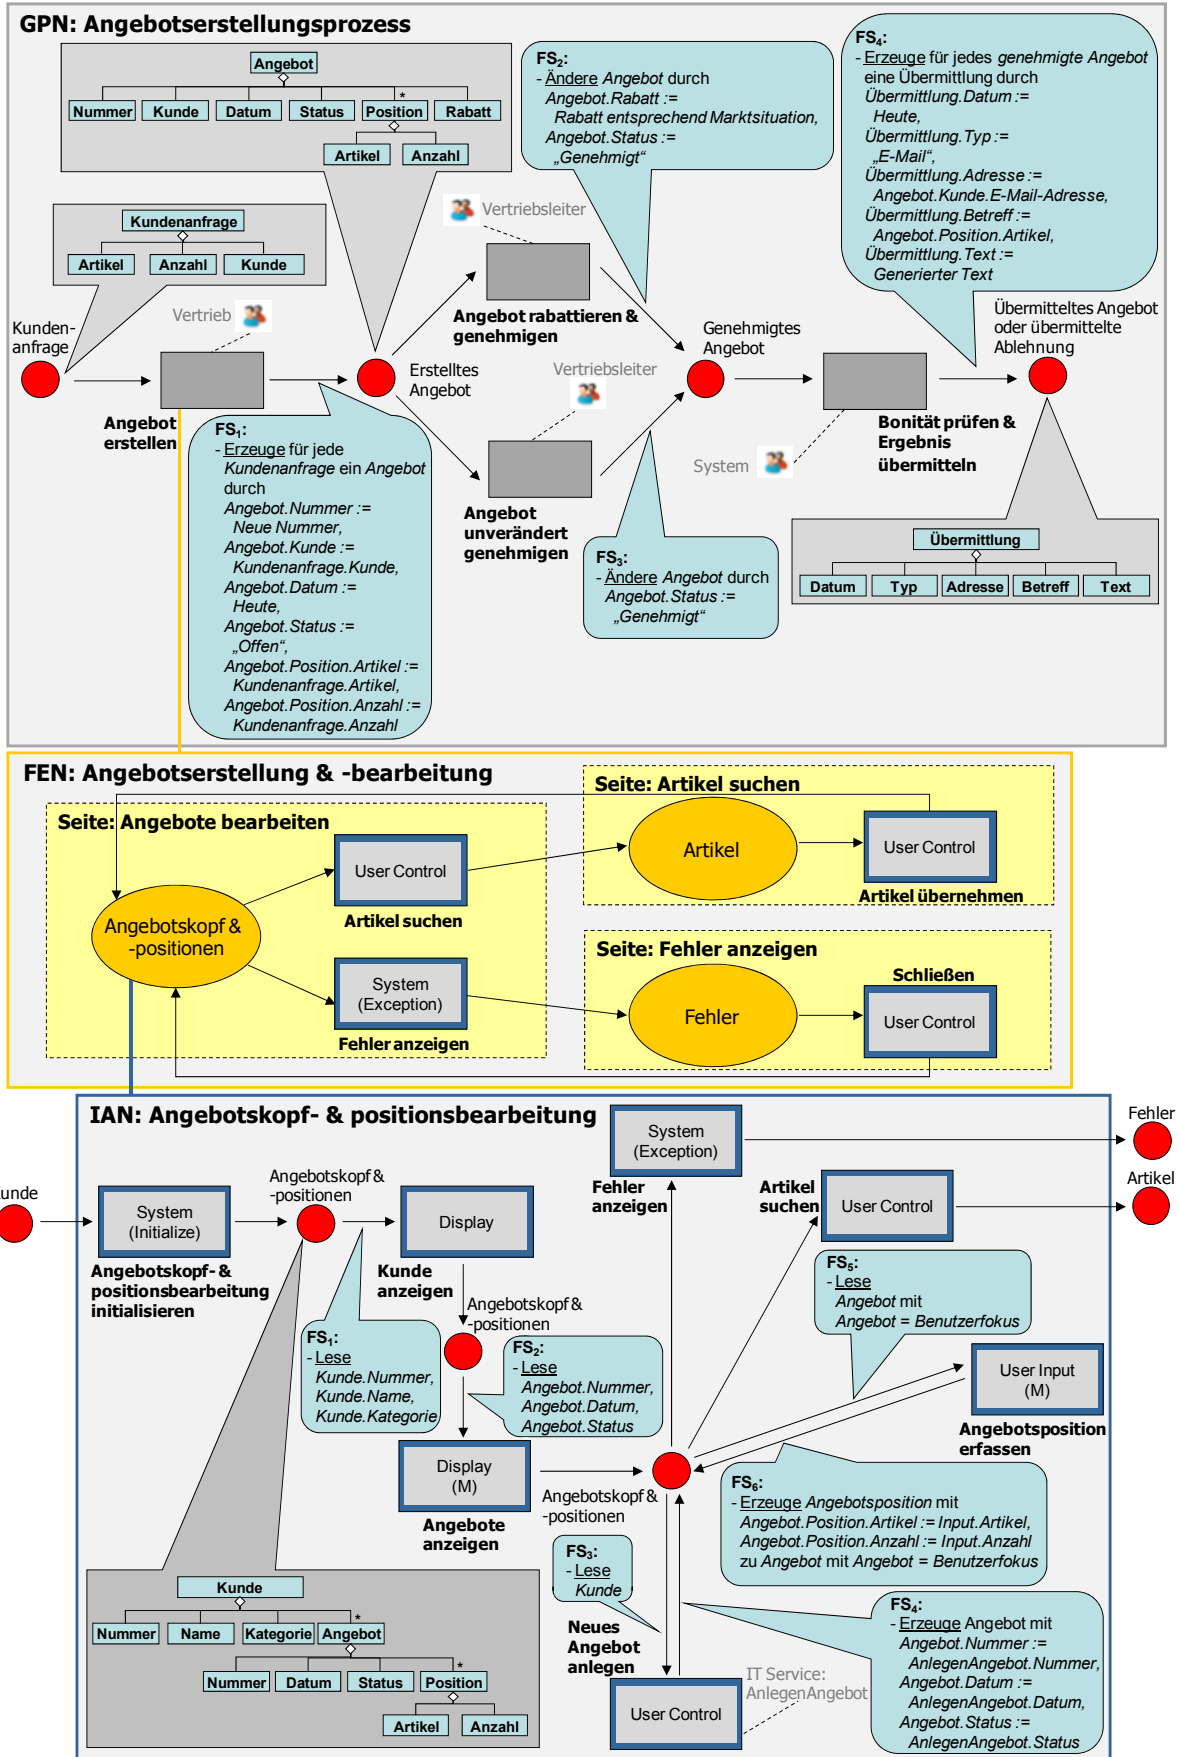 GPN: Angebotserstellungsprozess
Angebot
Nummer
Kunde
Datum
Status
*
Position
Rabatt
Artikel
Anzahl
FS2:
- Ändere Angebot durch
Angebot.Rabatt :=
Rabatt entsprechend Marktsituation,
Angebot.Status :=
„Genehmigt“
FS4:
- Erzeuge für jedes genehmigte Angebot
eine Übermittlung durch
Übermittlung.Datum :=
Heute,
Übermittlung.Typ :=
„E-Mail“,
Übermittlung.Adresse :=
Angebot.Kunde.E-Mail-Adresse,
Übermittlung.Betreff :=
Angebot.Position.Artikel,
Übermittlung.Text :=
Generierter Text
Kundenanfrage
Artikel
Anzahl
Kunde
Vertriebsleiter
Kunden-
anfrage
Vertrieb
Angebot rabattieren &
genehmigen
Genehmigtes
Angebot
Übermitteltes Angebot
oder übermittelte
Ablehnung
Erstelltes
Angebot
Vertriebsleiter
Angebot
erstellen
Bonität prüfen &
Ergebnis
übermitteln
System
FS1:
- Erzeuge für jede
Kundenanfrage ein Angebot
durch
Angebot.Nummer :=
Neue Nummer,
Angebot.Kunde :=
Kundenanfrage.Kunde,
Angebot.Datum :=
Heute,
Angebot.Status :=
„Offen“,
Angebot.Position.Artikel :=
Kundenanfrage.Artikel,
Angebot.Position.Anzahl :=
Kundenanfrage.Anzahl
Angebot
unverändert
genehmigen
FS3:
- Ändere Angebot durch
Angebot.Status :=
„Genehmigt“
Übermittlung
Datum
Typ
Adresse
Betreff
Text
FEN: Angebotserstellung & -bearbeitung
Seite: Angebote bearbeiten
User Control
Artikel suchen
Angebotskopf &
-positionen
System
(Exception)
Fehler anzeigen
Seite: Artikel suchen
Artikel
User Control
Artikel übernehmen
Seite: Fehler anzeigen
Schließen
Fehler
User Control
IAN: Angebotskopf- & positionsbearbeitung
System
(Exception)
Fehler
anzeigen
Fehler
Artikel
suchen
User Control
Artikel
unde
System
(Initialize)
Angebotskopf- &
positionsbearbeitung
initialisieren
Angebotskopf &
-positionen
Display
Kunde
anzeigen
FS1:
- Lese
Kunde.Nummer,
Kunde.Name,
Kunde.Kategorie
Angebotskopf &
-positionen
FS2:
- Lese
Angebot.Nummer,
Angebot.Datum,
Angebot.Status
Display
(M)
Angebote
anzeigen
Angebotskopf &
-positionen
FS5:
- Lese
Angebot mit
Angebot = Benutzerfokus
User Input
(M)
Angebotsposition
erfassen
FS6:
- Erzeuge Angebotsposition mit
Angebot.Position.Artikel := Input.Artikel,
Angebot.Position.Anzahl := Input.Anzahl
zu Angebot mit Angebot = Benutzerfokus
FS3:
- Lese
Kunde
Neues
Angebot
anlegen
User Control
IT Service:
AnlegenAngebot
FS4:
- Erzeuge Angebot mit
Angebot.Nummer :=
AnlegenAngebot.Nummer,
Angebot.Datum :=
AnlegenAngebot.Datum,
Angebot.Status :=
AnlegenAngebot.Status
Kunde
Nummer
Name
Kategorie
*
Angebot
Nummer
Datum
Status
*
Position
Artikel
Anzahl